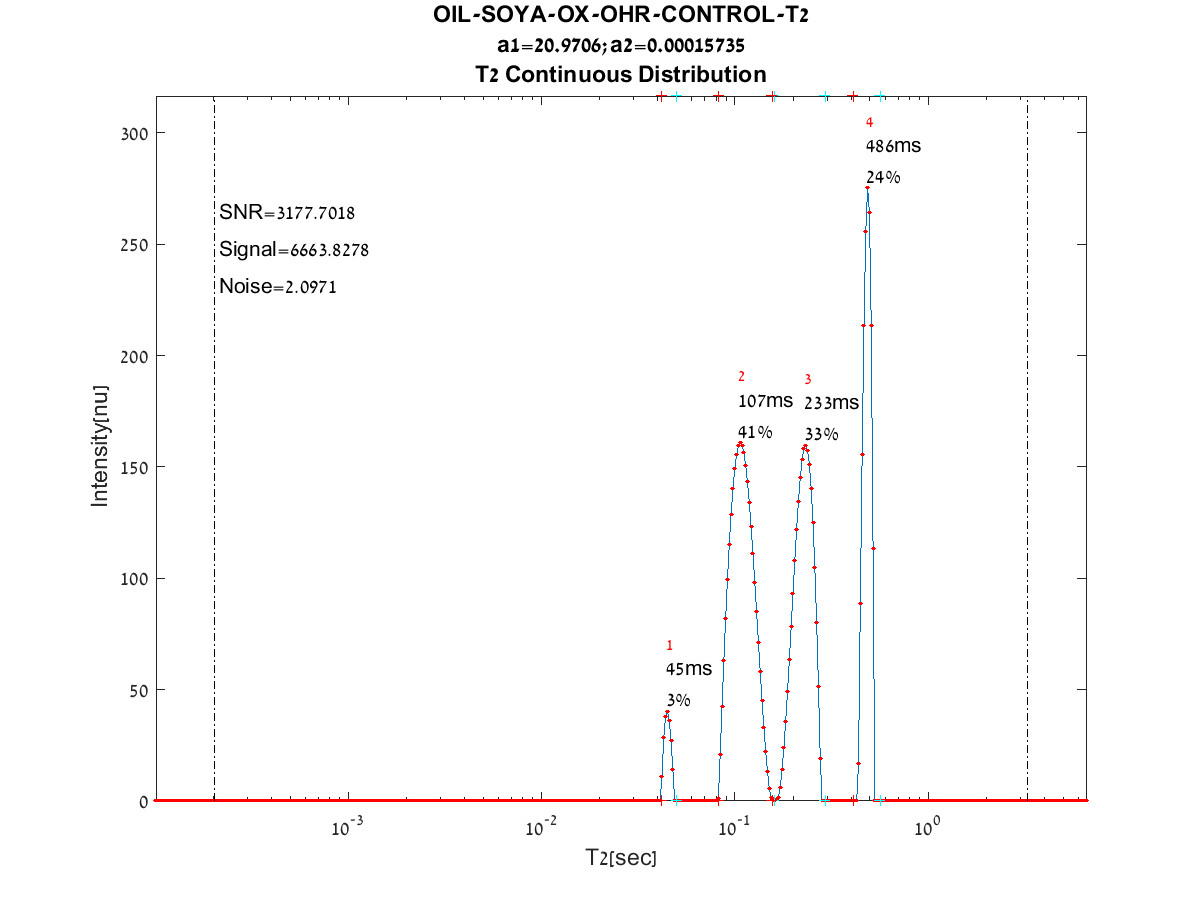 OIL-SOYA-OX-OHR-CONTROL-T2
a1=20.9706;a2=0.00015735
T2 Continuous Distribution
300
250
200
150
100
50
0
Intensity[nu]
SNR=3177.7018
Signal=6663.8278
Noise=2.0971
1
45ms
3%
2
107ms
41%
3
233ms
33%
4
486ms
24%
10-3
10-2
10-1
100
T2[sec]